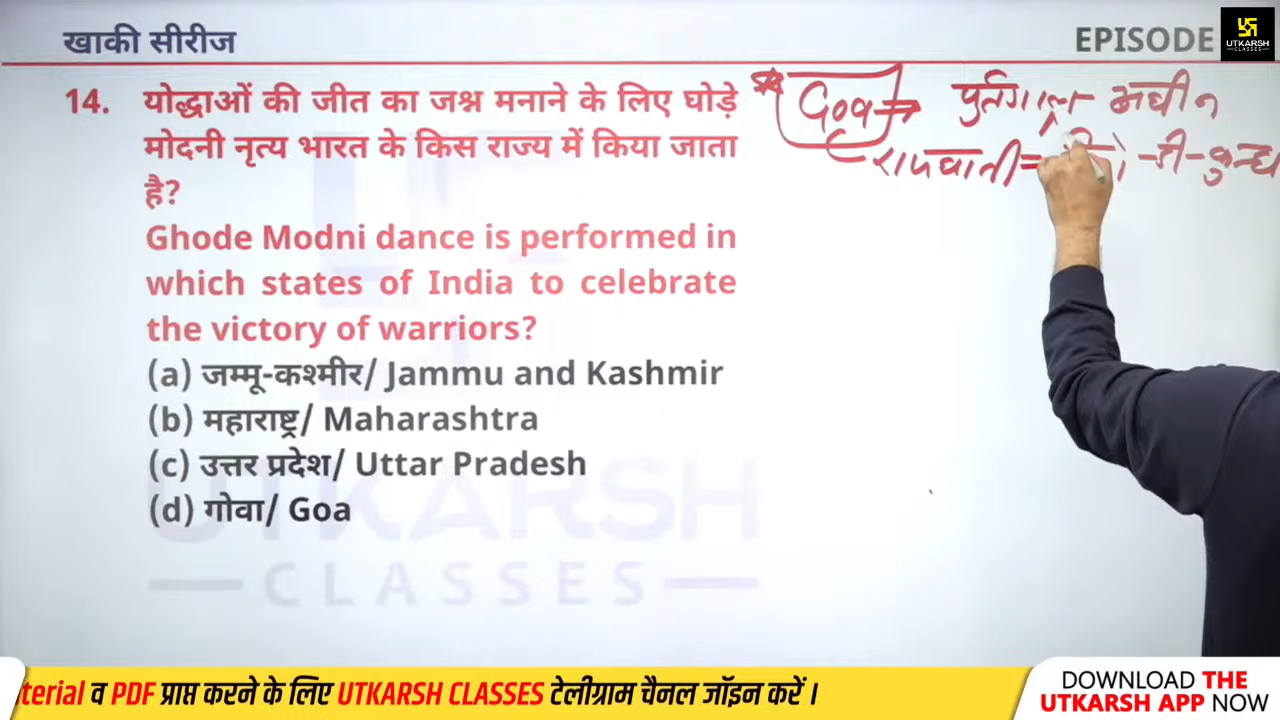 खाकी सीरीज
EPISODE
UTKARSH
CLASSES
14. योद्धाओं की जीत का जश्न मनाने के लिए घोड़े
मोदनी नृत्य भारत के किस राज्य में किया जाता
है?
Ghode Modni dance is performed in
which states of India to celebrate
the victory of warriors?
(a) जम्मू-कश्मीर/ Jammu and Kashmir
(b) महाराष्ट्र/ Maharashtra
(c) उत्तर प्रदेश/ Uttar Pradesh
(d) गोवा/ Goa
Goa → पुर्तगाल अधीन
UTKARSH
CLASSES
terial व PDF प्राप्त करने के लिए UTKARSH CLASSES टेलीग्राम चैनल जॉइन करें ।
DOWNLOAD THE
UTKARSH APP NOW